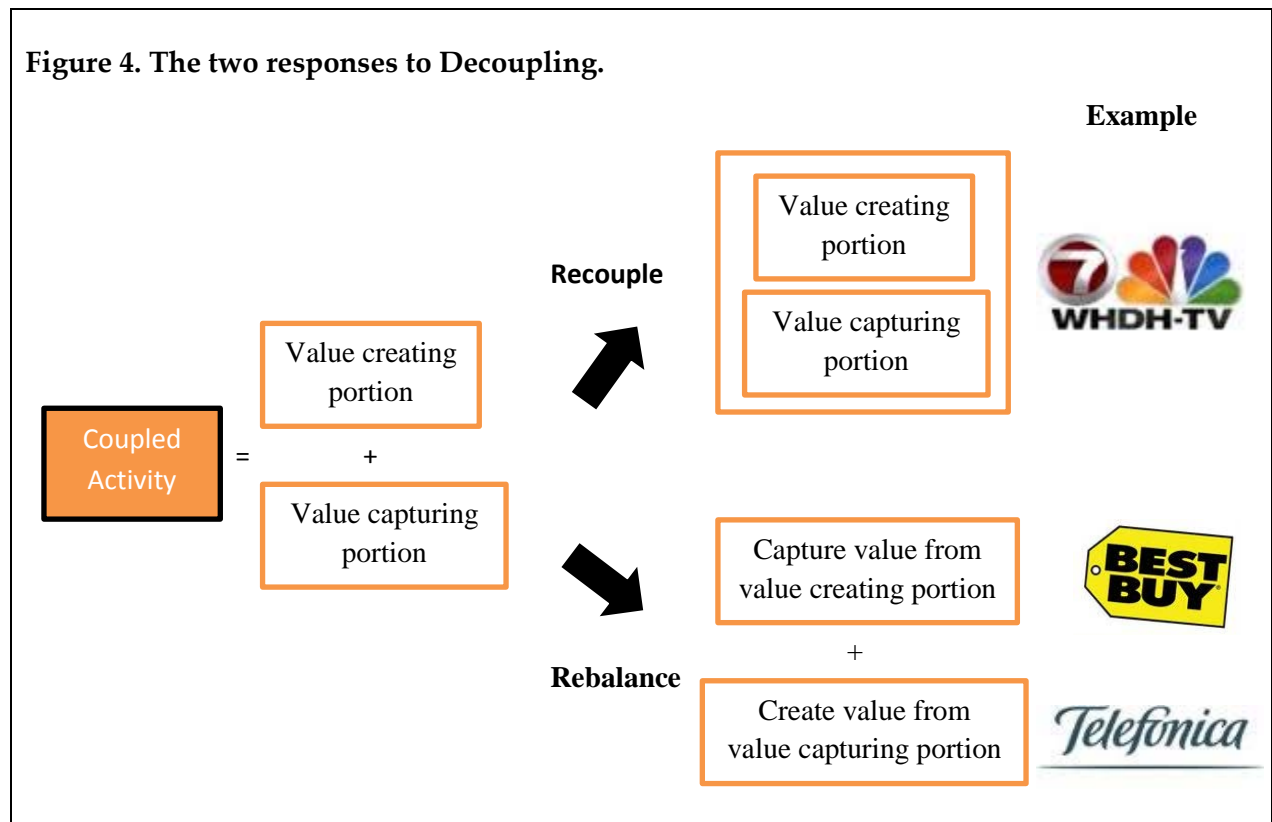 Figure 4. The two responses to Decoupling.
Example
Value creating
portion
Recouple
Value capturing
portion
7
WHDH-TV
Value creating
portion
Coupled
Activity
=
+
Value capturing
portion
Capture value from
value creating portion
BEST
BUY
+
Rebalance
Create value from
value capturing portion
Telefónica